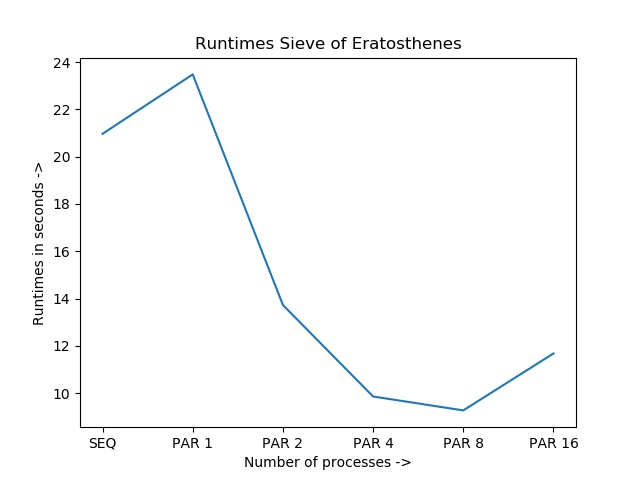 Runtimes Sieve of Eratosthenes
24
22
20
18
16
14
12
10
Runtimes in seconds ->
SEQ PAR 1 PAR 2 PAR 4 PAR 8 PAR 16
Number of processes ->